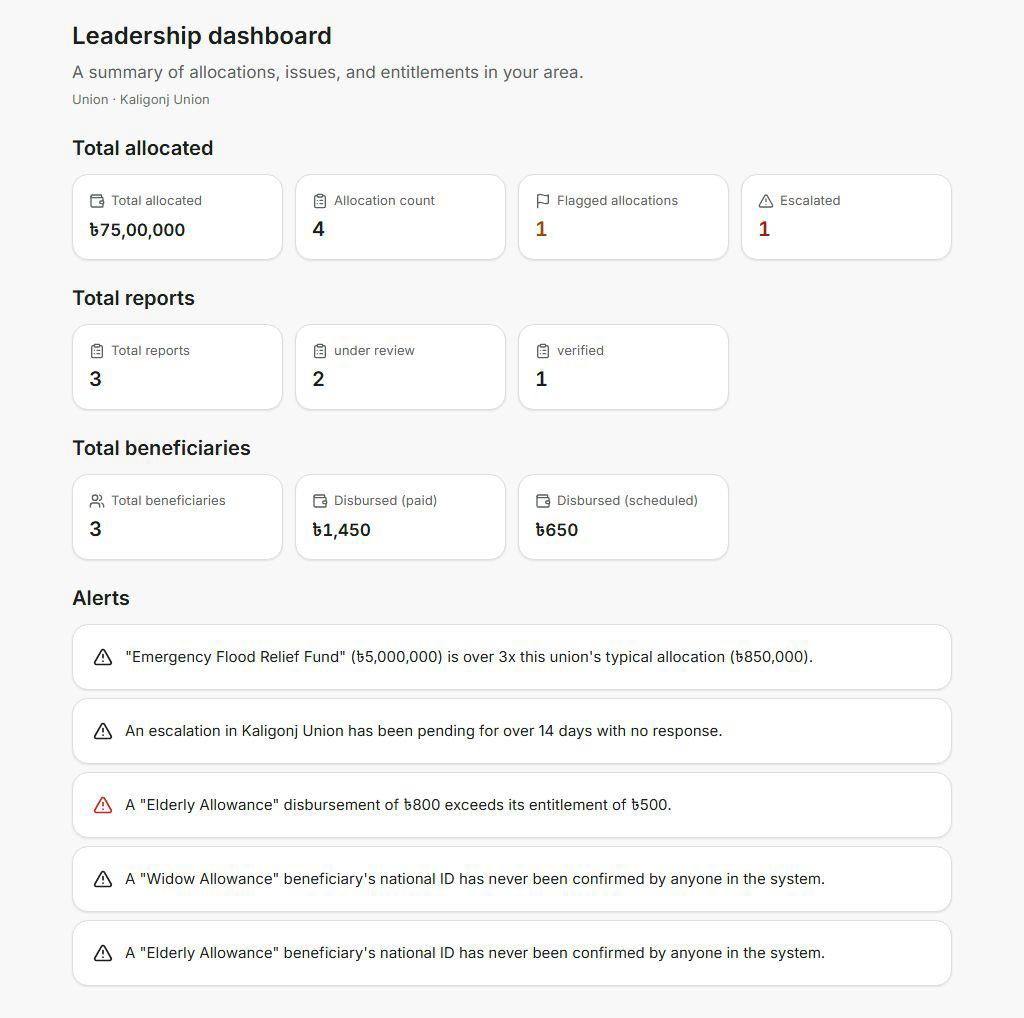 Leadership dashboard
A summary of allocations, issues, and entitlements in your area.
Union · Kaligonj Union
Total allocated
Total allocated
৳75,00,000
Allocation count
4
Flagged allocations
1
Escalated
1
Total reports
Total reports
3
under review
2
verified
1
Total beneficiaries
Total beneficiaries
3
Disbursed (paid)
৳1,450
Disbursed (scheduled)
৳650
Alerts
"Emergency Flood Relief Fund" (৳5,000,000) is over 3x this union's typical allocation (৳850,000).
An escalation in Kaligonj Union has been pending for over 14 days with no response.
A "Elderly Allowance" disbursement of ৳800 exceeds its entitlement of ৳500.
A "Widow Allowance" beneficiary's national ID has never been confirmed by anyone in the system.
A "Elderly Allowance" beneficiary's national ID has never been confirmed by anyone in the system.